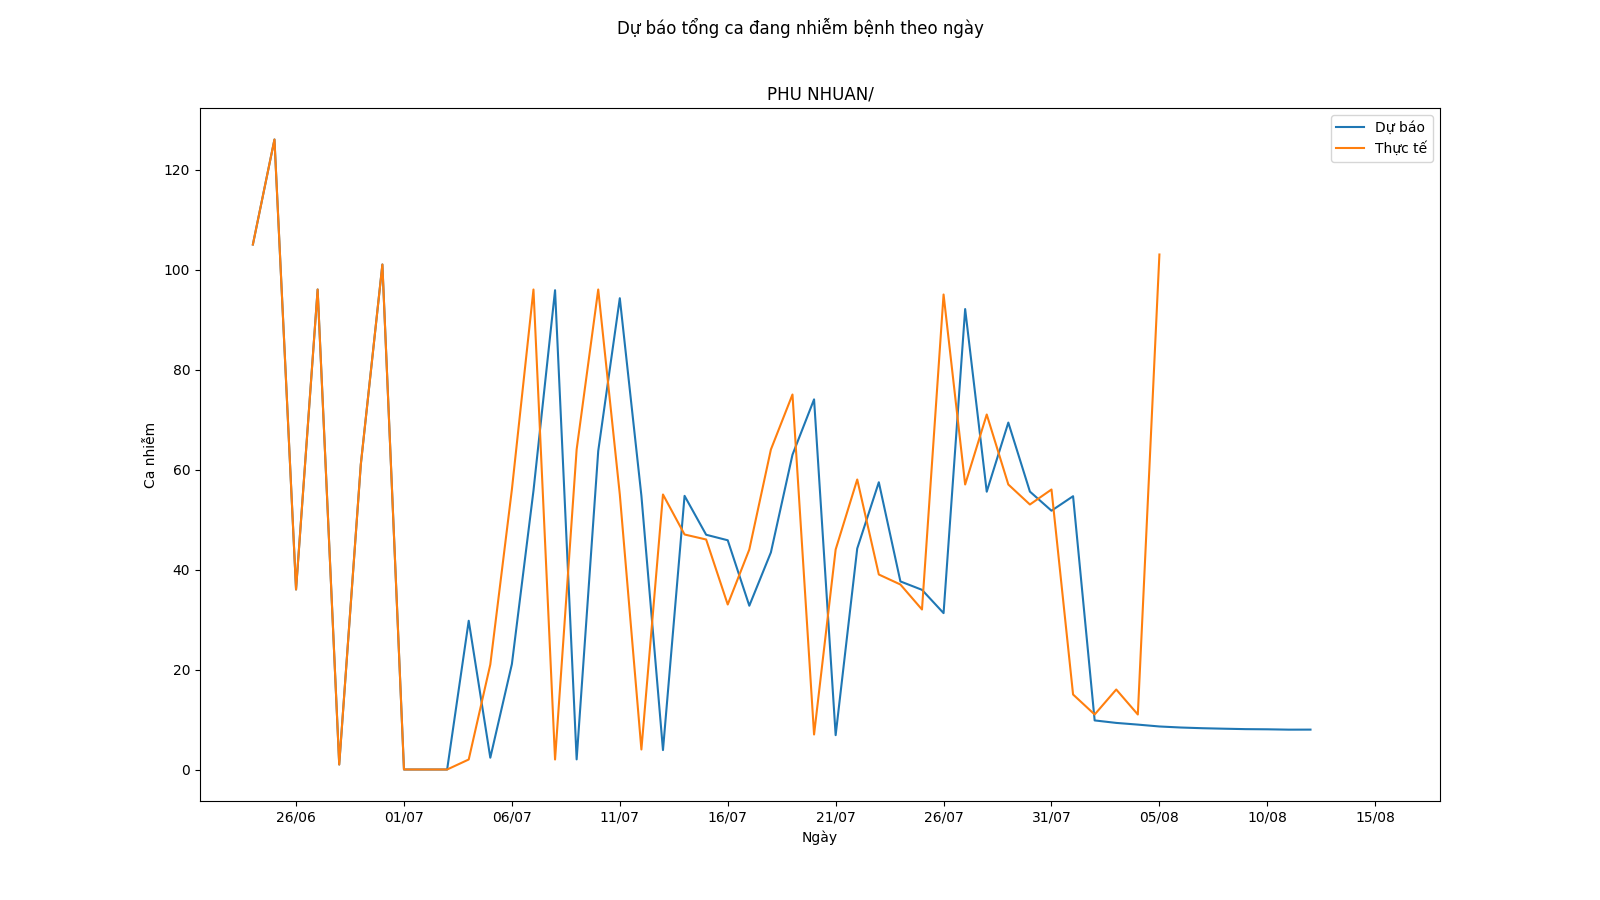 Dự báo tổng ca đang nhiễm bệnh theo ngày
PHU NHUAN/
Dự báo
Thực tế
120
100
80
60
40
20
0
Ca nhiễm
26/06 01/07 06/07 11/07 16/07 21/07 26/07 31/07 05/08 10/08 15/08
Ngày